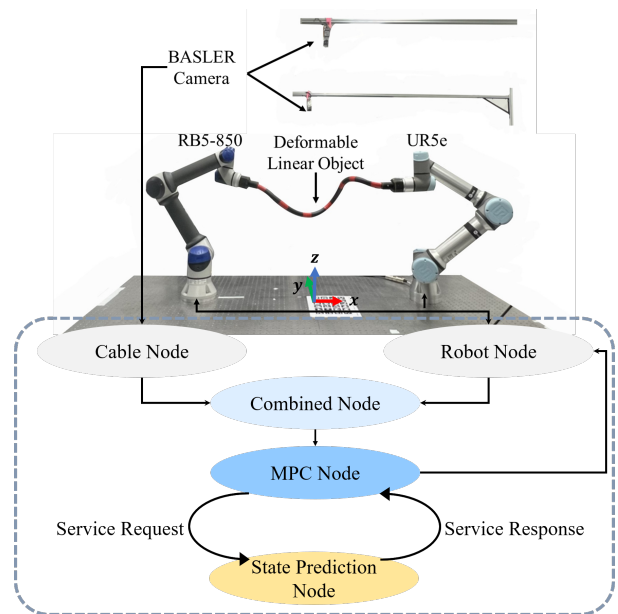 BASLER
Camera
RB5-850
Deformable
Linear Object
UR5e
z
y
x
Cable Node
Robot Node
Combined Node
MPC Node
Service Request
Service Response
State Prediction
Node